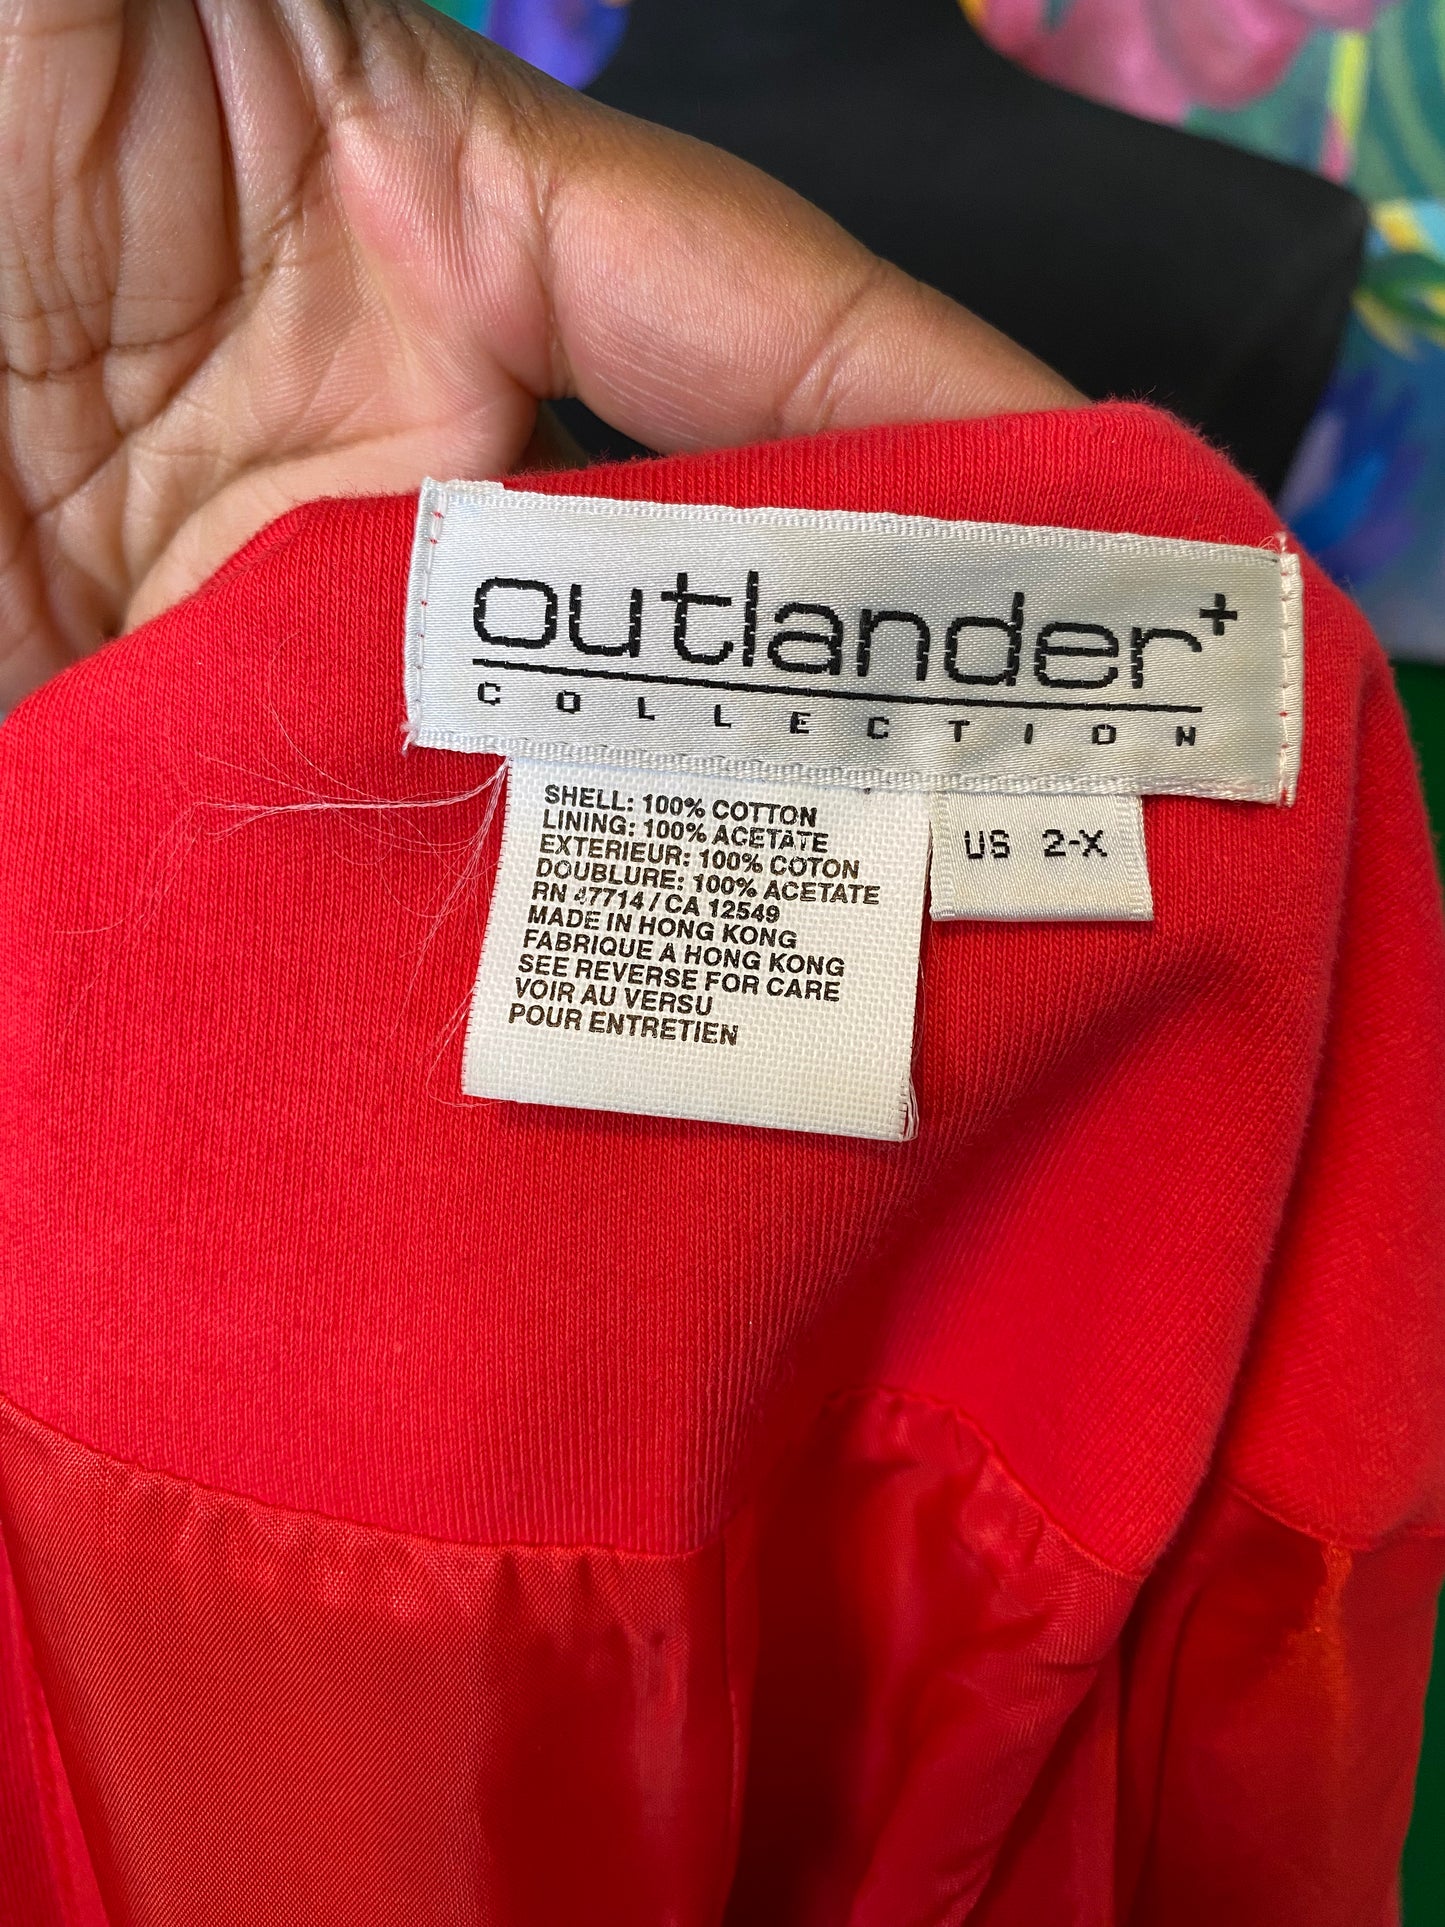 outlander+
COLLECTION
SHELL: 100% COTTON
LINING: 100% ACETATE
EXTERIEUR: 100% COTON
DOUBLURE: 100% ACETATE
RN 47714 / CA 12549
MADE IN HONG KONG
FABRIQUE À HONG KONG
SEE REVERSE FOR CARE
VOIR AU VERSU
POUR ENTRETIEN
US 2-X